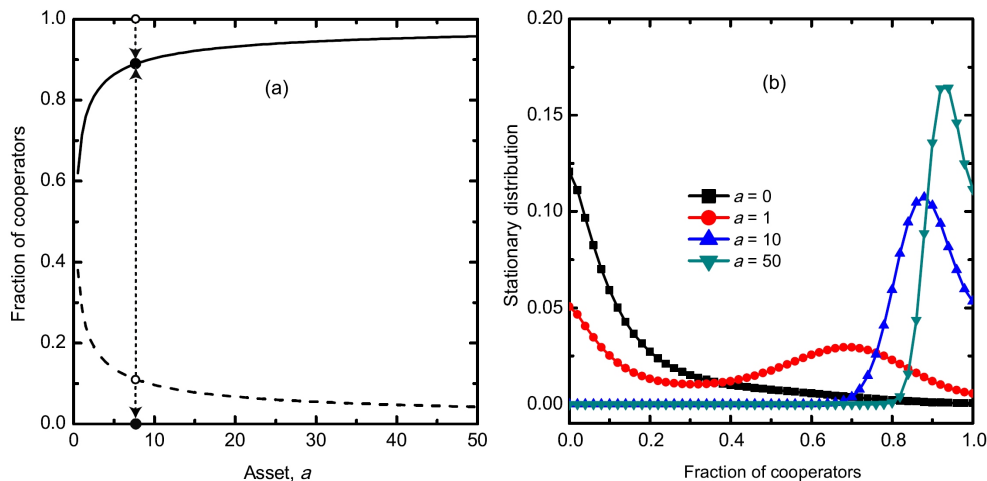 (a)
Fraction of cooperators
1.0
0.8
0.6
0.4
0.2
0.0
0
10
20
30
40
50
Asset, a
(b)
Stationary distribution
0.20
0.15
0.10
0.05
0.00
a = 0
a = 1
a = 10
a = 50
0.0
0.2
0.4
0.6
0.8
1.0
Fraction of cooperators